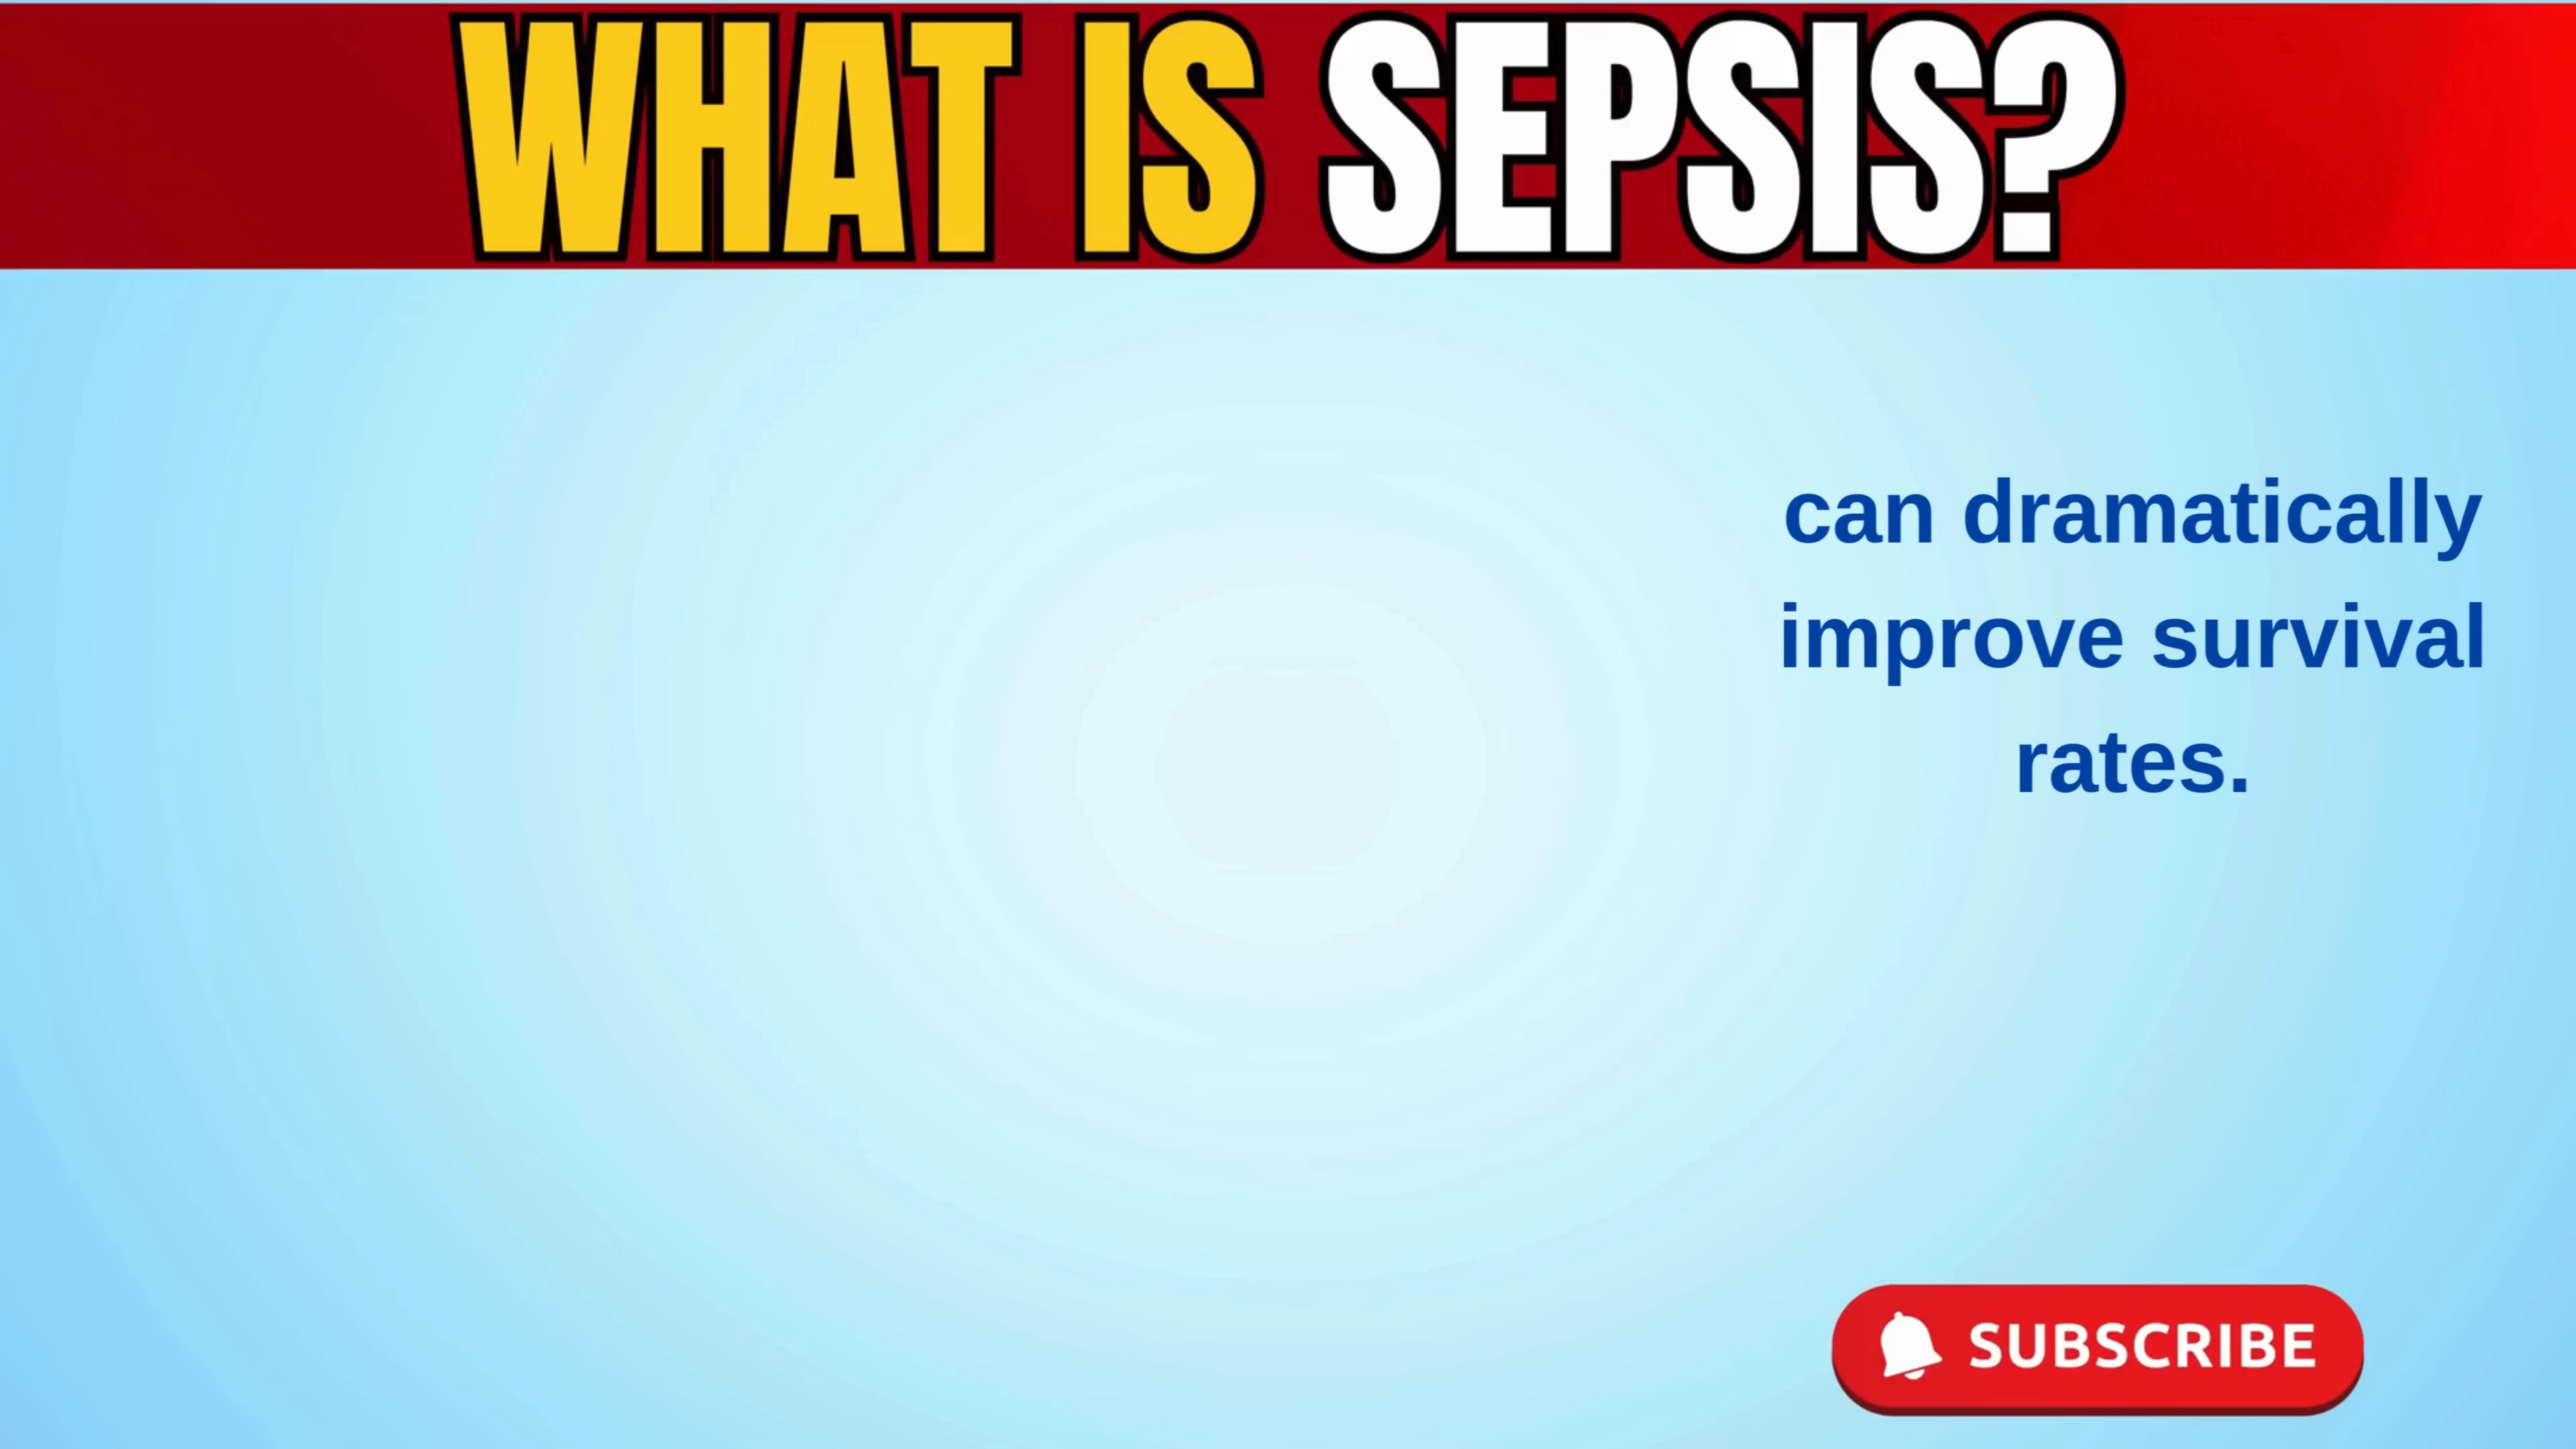 WHAT IS SEPSIS?
can dramatically
improve survival
rates.
SUBSCRIBE